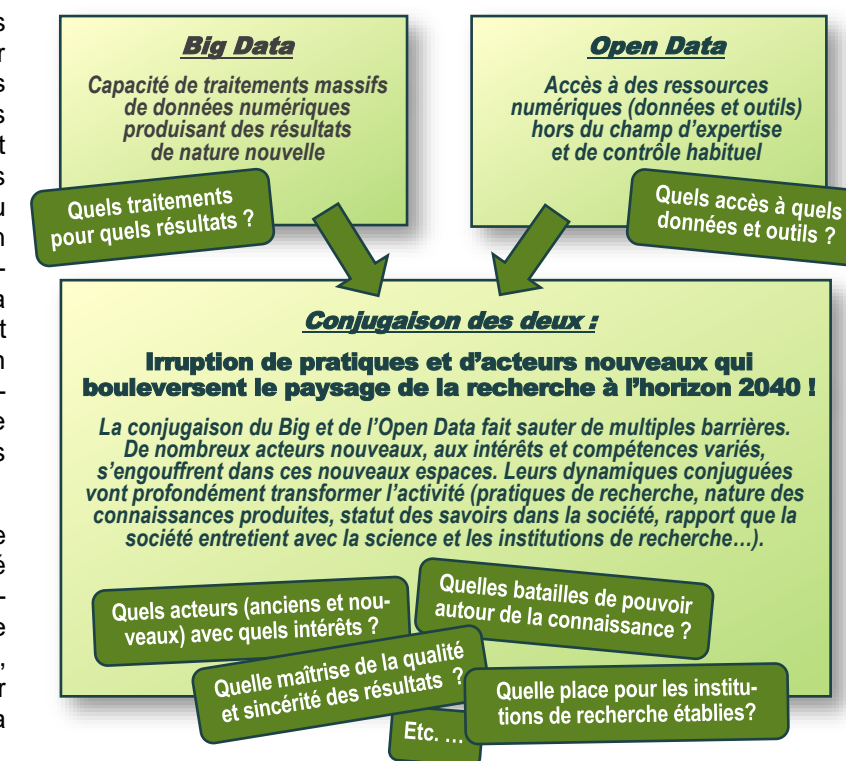 s
r
s
s
t
s
u
n
-
a
t
n
-
e
s
e
é
-
e
,
r
a
Big Data
Capacité de traitements massifs
de données numériques
produisant des résultats
de nature nouvelle
Quels traitements
pour quels résultats ?
Open Data
Accès à des ressources
numériques (données et outils)
hors du champ d’expertise
et de contrôle habituel
Quels accès à quels
données et outils ?
Conjugaison des deux :
Irruption de pratiques et d’acteurs nouveaux qui
bouleversent le paysage de la recherche à l’horizon 2040 !
La conjugaison du Big et de l’Open Data fait sauter de multiples barrières.
De nombreux acteurs nouveaux, aux intérêts et compétences variés,
s’engouffrent dans ces nouveaux espaces. Leurs dynamiques conjuguées
vont profondément transformer l’activité (pratiques de recherche, nature des
connaissances produites, statut des savoirs dans la société, rapport que la
société entretient avec la science et les institutions de recherche…).
Quels acteurs (anciens et nou-
veaux) avec quels intérêts ?
Quelles batailles de pouvoir
autour de la connaissance ?
Quelle maîtrise de la qualité
et sincérité des résultats ?
Quelle place pour les institu-
tions de recherche établies?
Etc. …